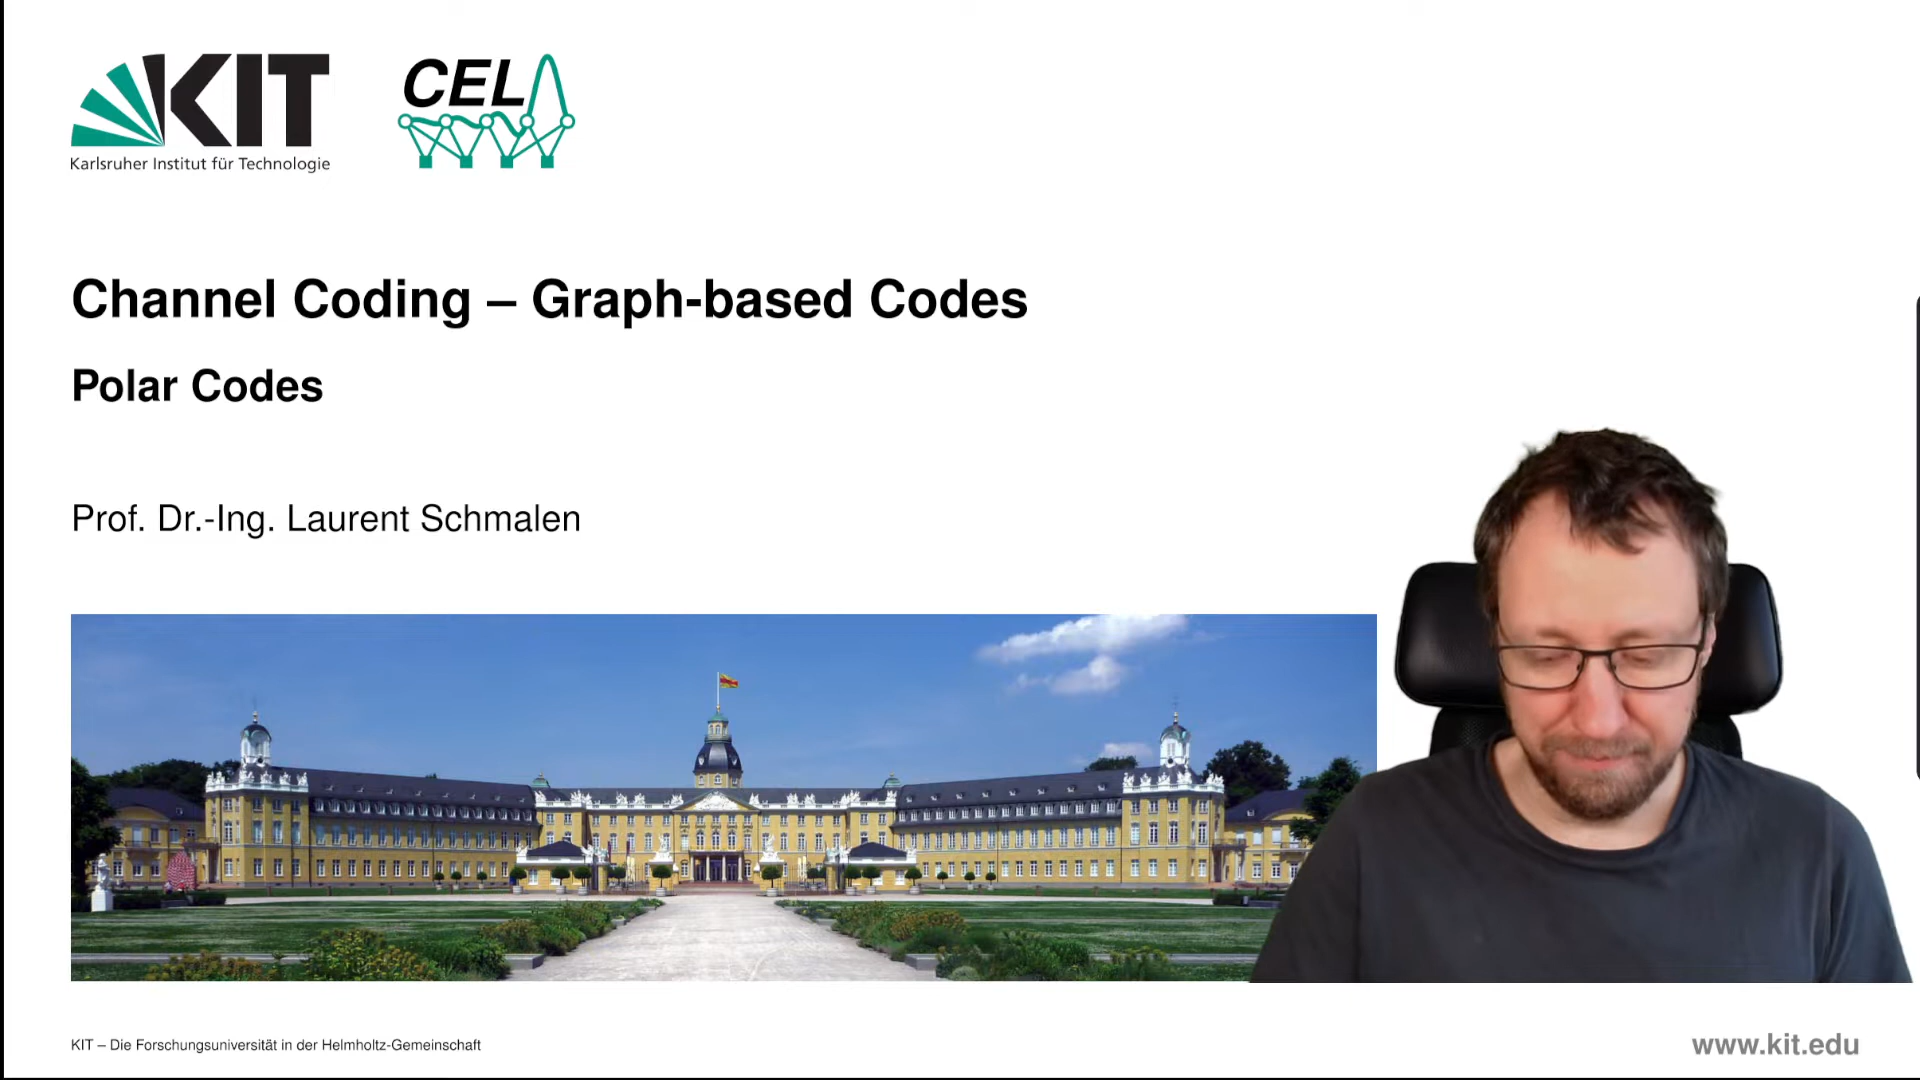 KIT
Karlsruher Institut für Technologie
CEL
Channel Coding – Graph-based Codes
Polar Codes
Prof. Dr.-Ing. Laurent Schmalen
KIT – Die Forschungsuniversität in der Helmholtz-Gemeinschaft
www.kit.edu